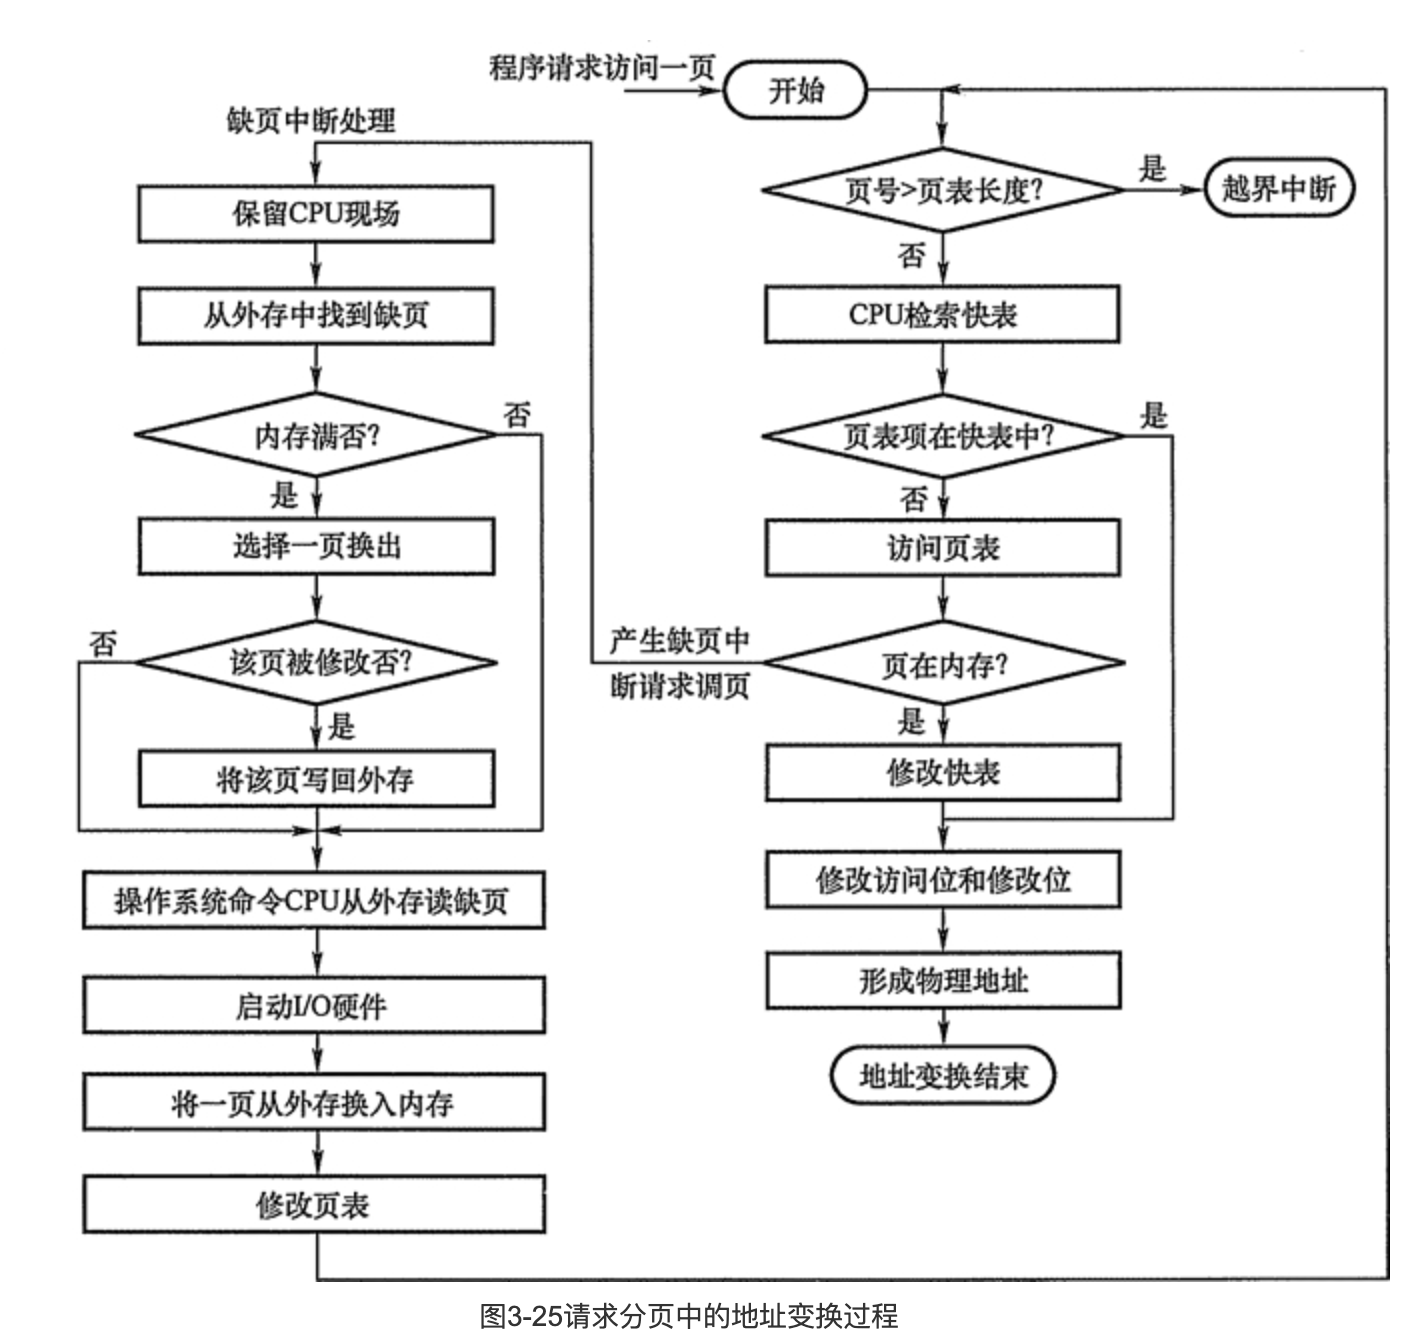 程序请求访问一页
开始
页号>页表长度?
是
越界中断
否
CPU检索快表
页表项在快表中?
是
否
访问页表
页在内存?
产生缺页中
断请求调页
是
修改快表
修改访问位和修改位
形成物理地址
地址变换结束
缺页中断处理
保留CPU现场
从外存中找到缺页
内存满否?
否
是
选择一页换出
该页被修改否?
否
是
将该页写回外存
操作系统命令CPU从外存读缺页
启动I/O硬件
将一页从外存换入内存
修改页表
图3-25请求分页中的地址变换过程